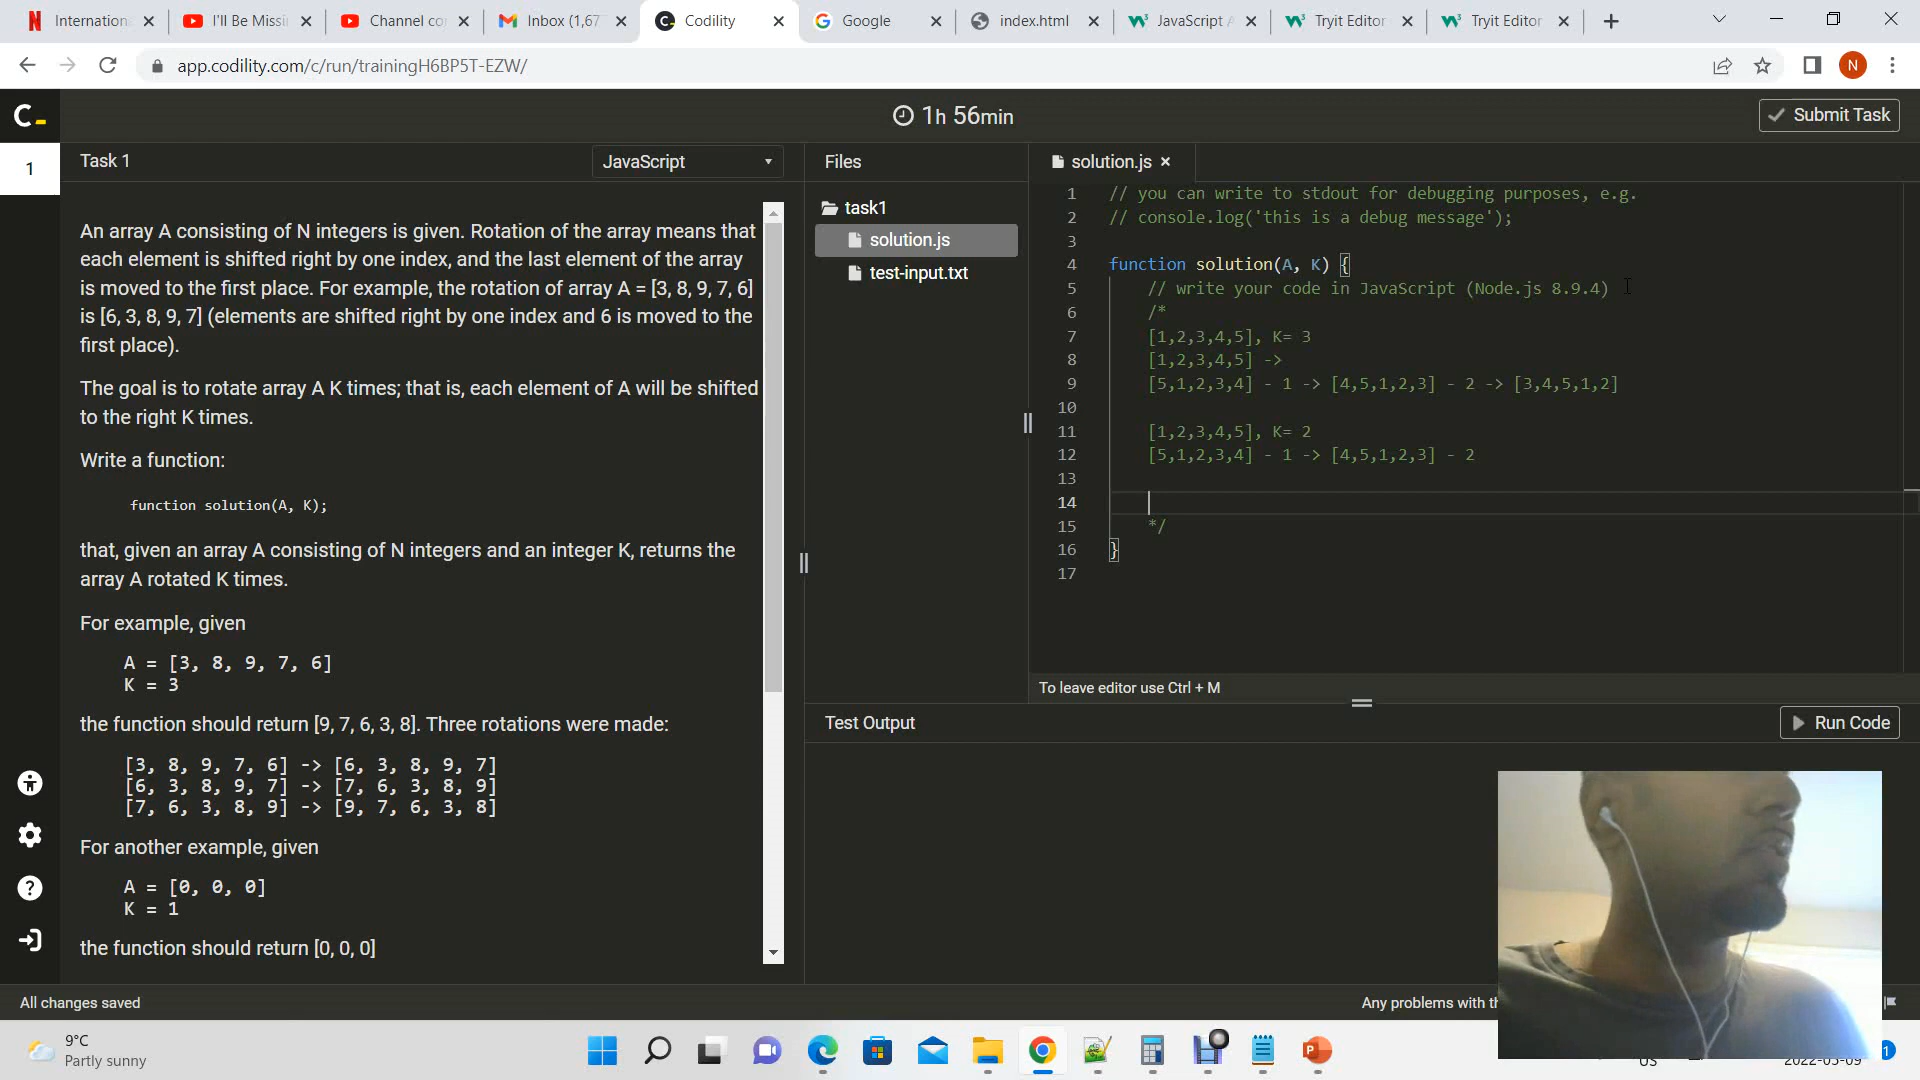 Internation
I'll Be Missi
Channel co
Inbox (1,67
Codility
Google
index.html
JavaScript A
Tryit Editor
Tryit Editor
app.codility.com/c/run/trainingH6BP5T-EZW/
N
C_
1h 56min
Submit Task
1
Task 1
JavaScript
Files
solution.js
task1
solution.js
test-input.txt
An array A consisting of N integers is given. Rotation of the array means that
each element is shifted right by one index, and the last element of the array
is moved to the first place. For example, the rotation of array A = [3, 8, 9, 7, 6]
is [6, 3, 8, 9, 7] (elements are shifted right by one index and 6 is moved to the
first place).
The goal is to rotate array A K times; that is, each element of A will be shifted
to the right K times.
Write a function:
function solution(A, K);
that, given an array A consisting of N integers and an integer K, returns the
array A rotated K times.
For example, given
A = [3, 8, 9, 7, 6]
K = 3
the function should return [9, 7, 6, 3, 8]. Three rotations were made:
[3, 8, 9, 7, 6] -> [6, 3, 8, 9, 7]
[6, 3, 8, 9, 7] -> [7, 6, 3, 8, 9]
[7, 6, 3, 8, 9] -> [9, 7, 6, 3, 8]
For another example, given
A = [0, 0, 0]
K = 1
the function should return [0, 0, 0]
1 // you can write to stdout for debugging purposes, e.g.
2 // console.log('this is a debug message');
3
4 function solution(A, K) {
5 // write your code in JavaScript (Node.js 8.9.4)
6 /*
7 [1,2,3,4,5], K= 3
8 [1,2,3,4,5] ->
9 [5,1,2,3,4] - 1 -> [4,5,1,2,3] - 2 -> [3,4,5,1,2]
10
11 [1,2,3,4,5], K= 2
12 [5,1,2,3,4] - 1 -> [4,5,1,2,3] - 2
13
14
15 */
16 }
17
To leave editor use Ctrl + M
Test Output
Run Code
All changes saved
Any problems with th
9°C
Partly sunny
US
2022-05-09
1